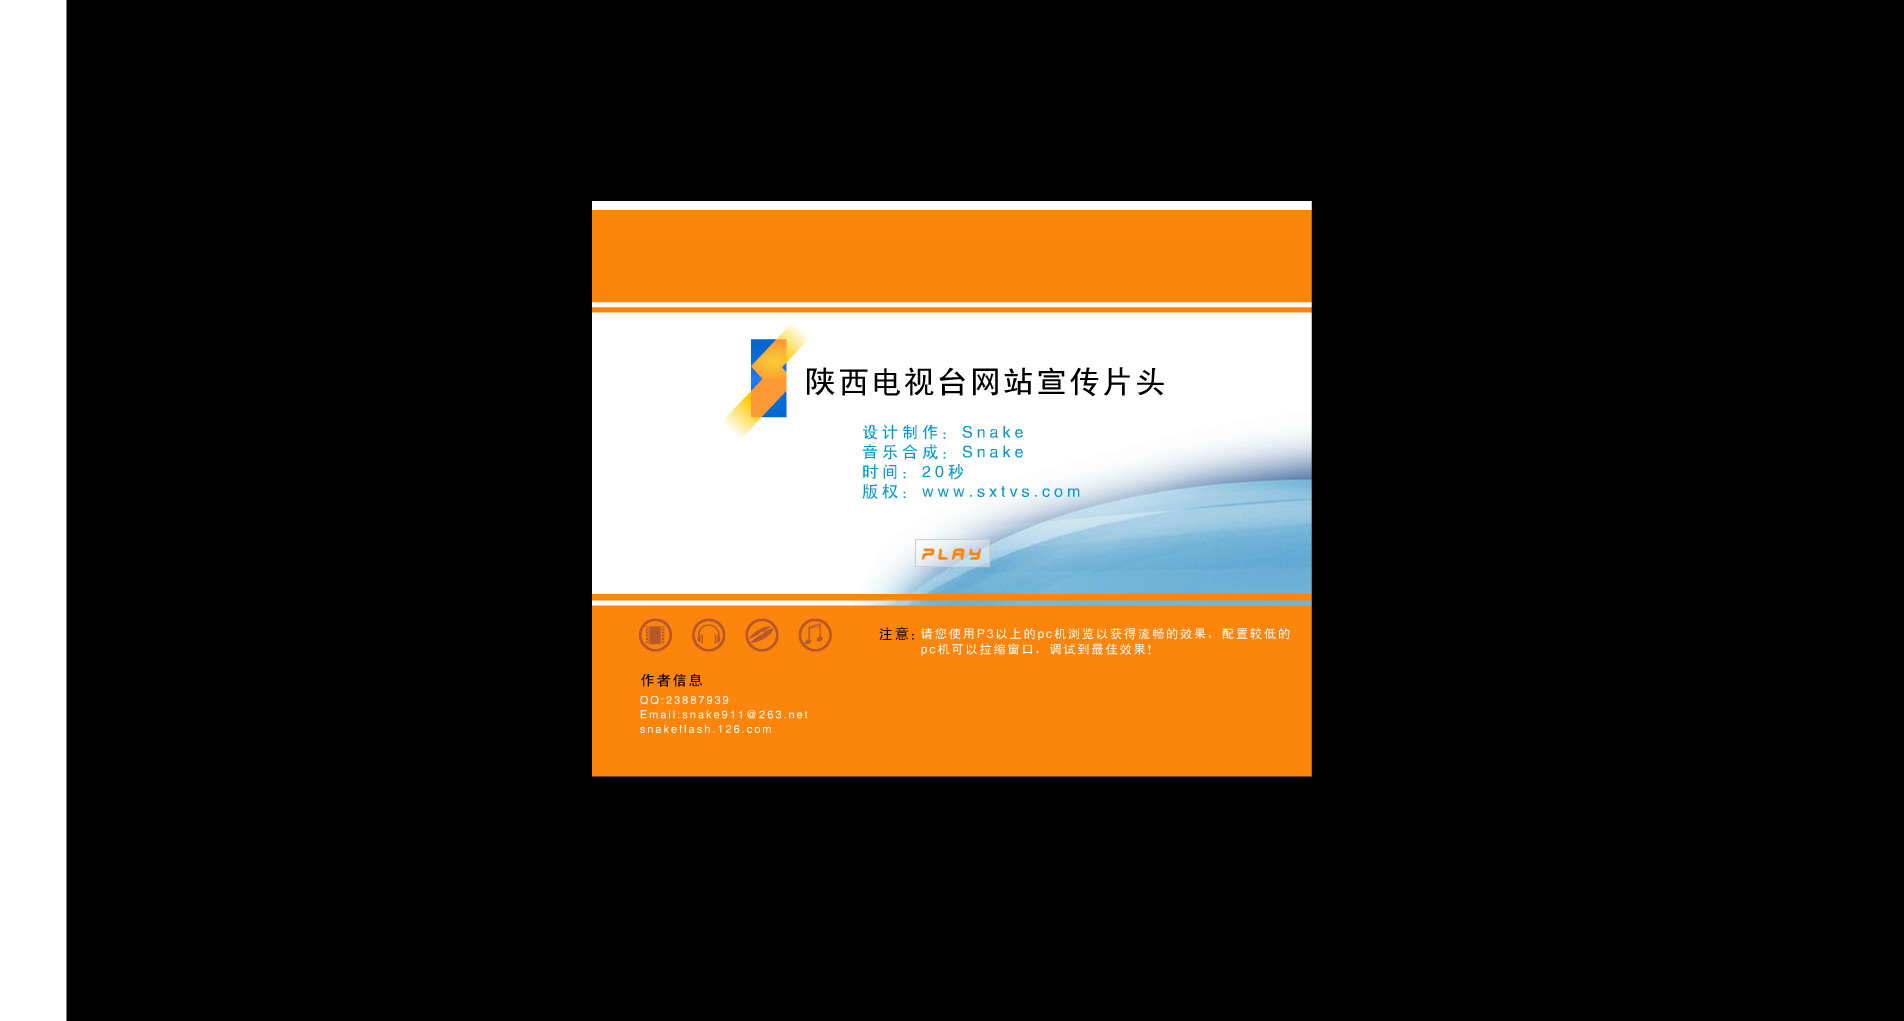 陕西电视台网站宣传片头
设计制作：Snake
音乐合成：Snake
时间：20秒
版权：www.sxtvs.com
PLAY
注意：请您使用P3以上的pc机浏览以获得流畅的效果，配置较低的
pc机可以拉缩窗口，调试到最佳效果！
作者信息
QQ:23887939
Email:snake911@263.net
snakeflash.126.com